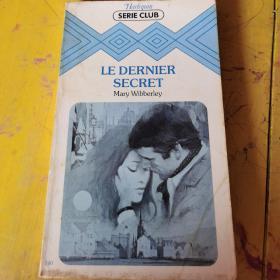 Harlequin
SERIE CLUB
LE DERNIER
SECRET
Mary Wibberley